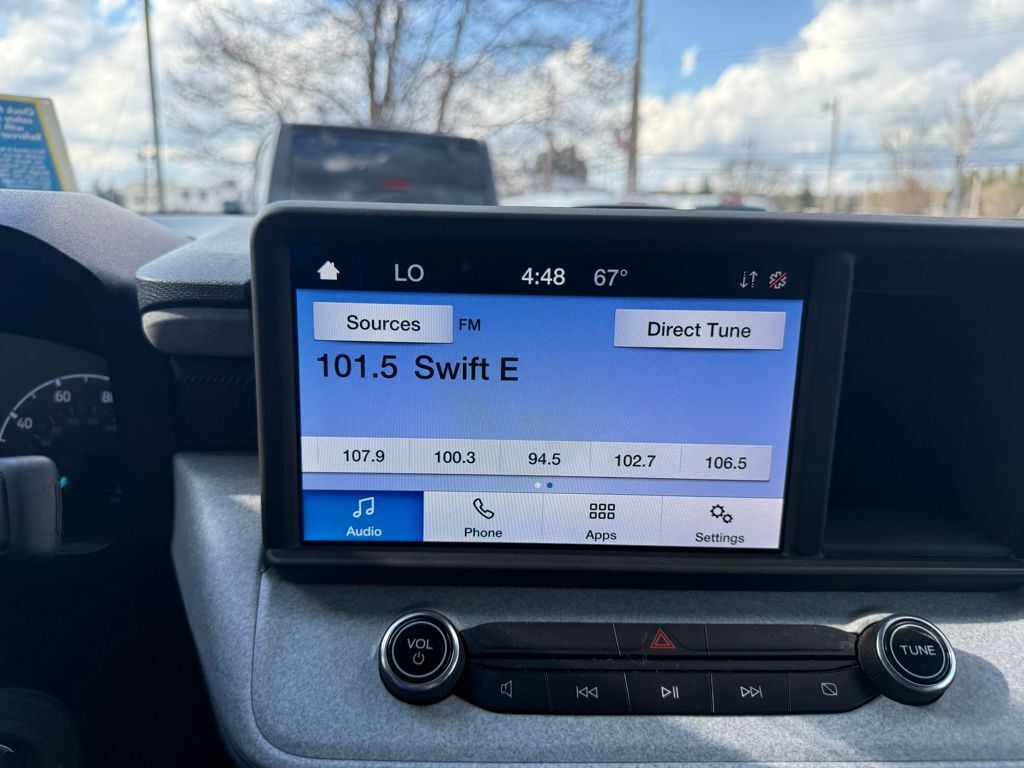 LO 4:48 67°
Sources FM Direct Tune
101.5 Swift E
107.9 100.3 94.5 102.7 106.5
Audio Phone Apps Settings
40 60
VOL
TUNE